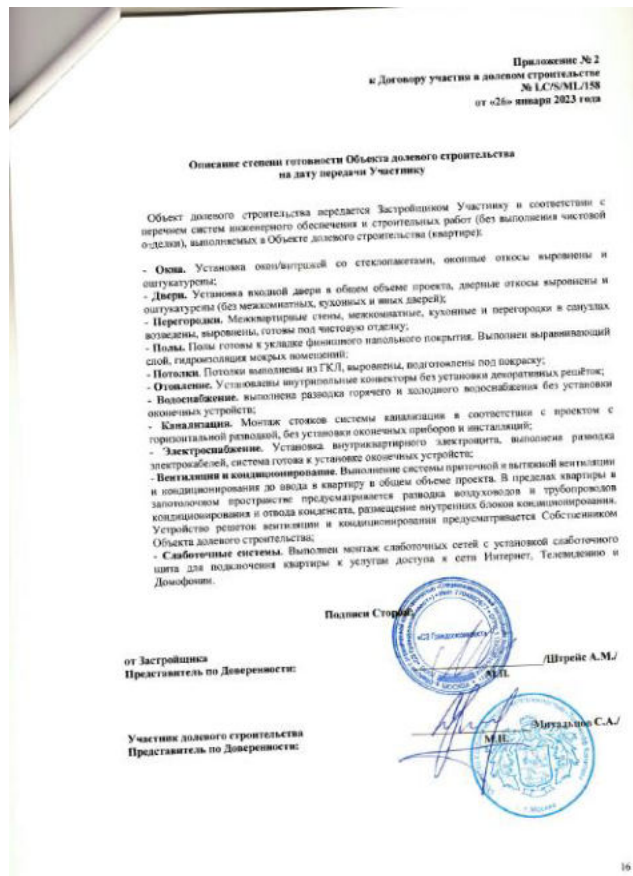 Приложение № 2
к Договору участия в долевом строительстве
№ LC/S/ML/158
от «26» января 2023 года
Описание степени готовности Объекта долевого строительства
на дату передачи Участнику
Объект долевого строительства передается Застройщиком Участнику в соответствии с
перечнем систем инженерного обеспечения и строительных работ (без выполнения чистовой
отделки), выполняемых в Объекте долевого строительства (квартире):
- Окна. Установка окон/витражей со стеклопакетами, оконные откосы выровнены и
оштукатурены;
- Двери. Установка входной двери в общем объеме проекта, дверные откосы выровнены и
оштукатурены (без межкомнатных, кухонных и иных дверей);
- Перегородки. Межквартирные стены, межкомнатные, кухонные и перегородки в санузлах
возведены, выровнены, готовы под чистовую отделку;
- Полы. Полы готовы к укладке финишного напольного покрытия. Выполнен выравнивающий
слой, гидроизоляция мокрых помещений;
- Потолки. Потолки выполнены из ГКЛ, выровнены, подготовлены под покраску;
- Отопление. Установлены внутрипольные конвекторы без установки декоративных решёток;
- Водоснабжение. выполнена разводка горячего и холодного водоснабжения без установки
оконечных устройств;
- Канализация. Монтаж стояков системы канализации в соответствии с проектом с
горизонтальной разводкой, без установки оконечных приборов и инсталляций;
- Электроснабжение. Установка внутриквартирного электрощита, выполнена разводка
электрокабелей, система готова к установке оконечных устройств;
- Вентиляция и кондиционирование. Выполнение системы приточной и вытяжной вентиляции
и кондиционирования до ввода в квартиру в общем объеме проекта. В пределах квартиры в
запотолочном пространстве предусматривается разводка воздуховодов и трубопроводов
кондиционирования и отвода конденсата, размещение внутренних блоков кондиционирования.
Устройство решеток вентиляции и кондиционирования предусматривается Собственником
Объекта долевого строительства;
- Слаботочные системы. Выполнен монтаж слаботочных сетей с установкой слаботочного
щита для подключения квартиры к услугам доступа к сети Интернет, Телевидению и
Домофонии.
Подписи Сторон:
от Застройщика
Представитель по Доверенности:
/Штрейс А.М./
М.П.
Участник долевого строительства
Представитель по Доверенности:
С.А./
М.П.
МОСКВА
16